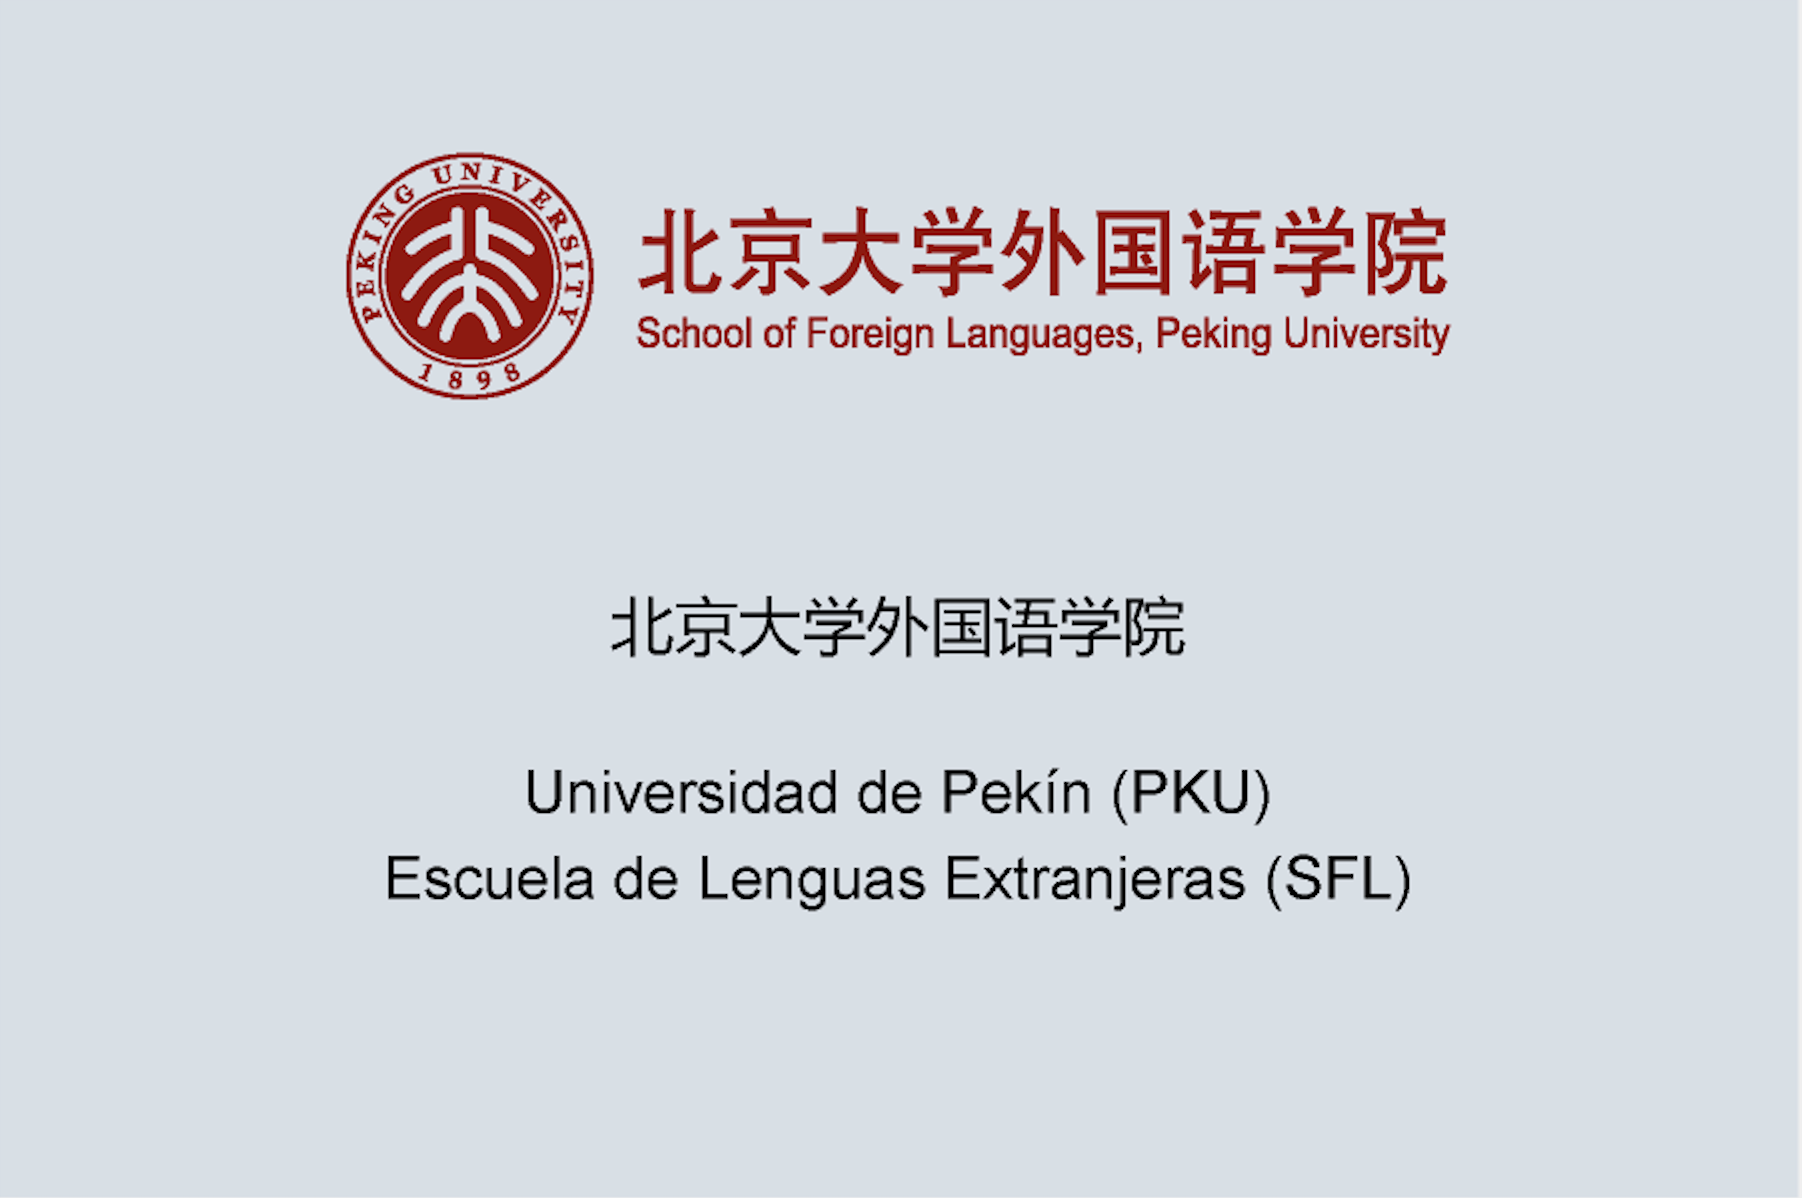 PEKING UNIVERSITY
1898
北京大学外国语学院
School of Foreign Languages, Peking University
北京大学外国语学院
Universidad de Pekín (PKU)
Escuela de Lenguas Extranjeras (SFL)